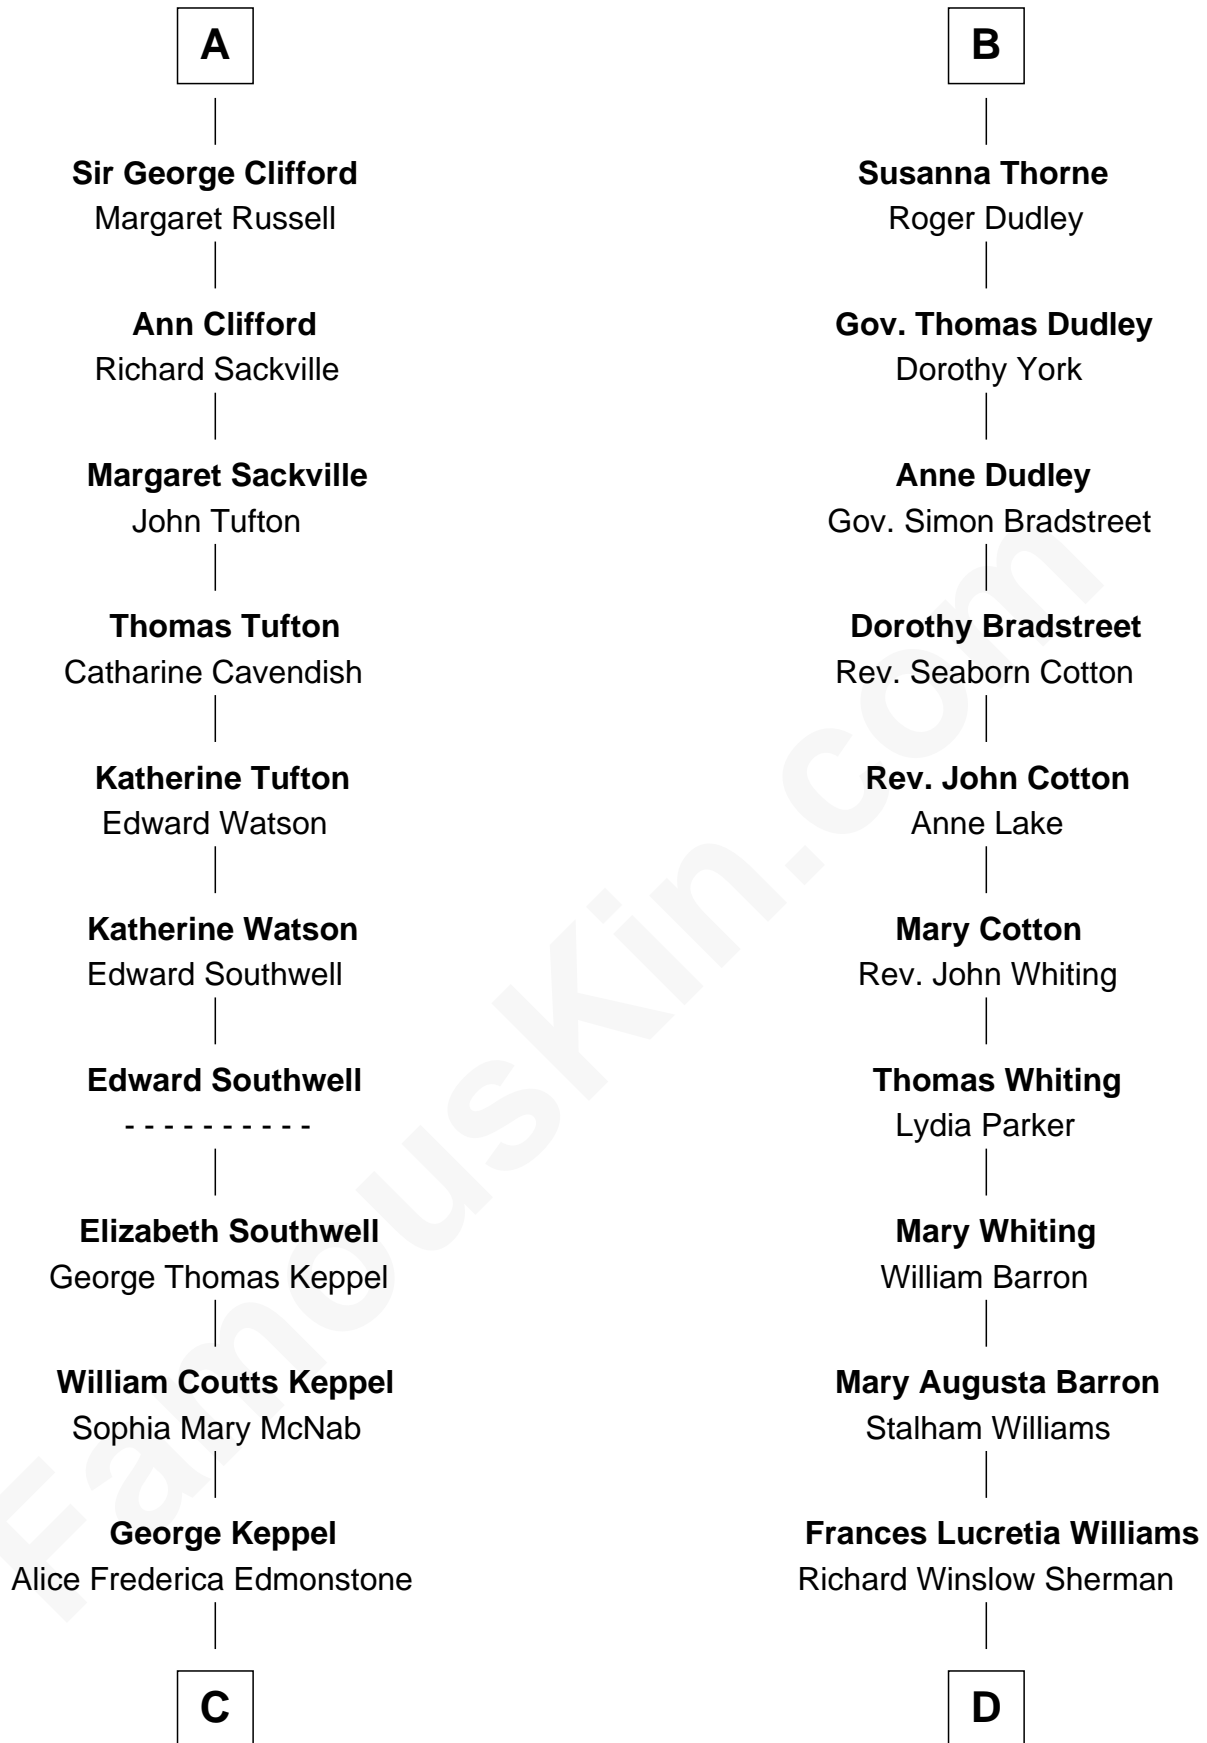 A
Sir George Clifford
Margaret Russell
Ann Clifford
Richard Sackville
Margaret Sackville
John Tufton
Thomas Tufton
Catharine Cavendish
Katherine Tufton
Edward Watson
Katherine Watson
Edward Southwell
Edward Southwell
- - - - - - - - - -
Elizabeth Southwell
George Thomas Keppel
William Coutts Keppel
Sophia Mary McNab
George Keppel
Alice Frederica Edmonstone
C
B
Susanna Thorne
Roger Dudley
Gov. Thomas Dudley
Dorothy York
Anne Dudley
Gov. Simon Bradstreet
Dorothy Bradstreet
Rev. Seaborn Cotton
Rev. John Cotton
Anne Lake
Mary Cotton
Rev. John Whiting
Thomas Whiting
Lydia Parker
Mary Whiting
William Barron
Mary Augusta Barron
Stalham Williams
Frances Lucretia Williams
Richard Winslow Sherman
D
FamousKin.com